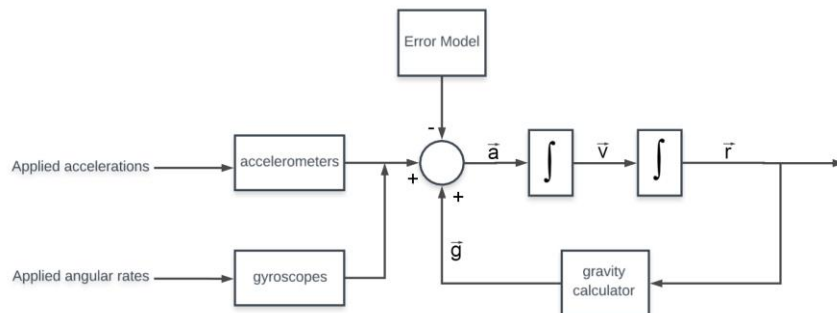 Error Model
-
Applied accelerations
accelerometers
+
+
a⃗
∫
v⃗
∫
r⃗
g⃗
Applied angular rates
gyroscopes
gravity
calculator